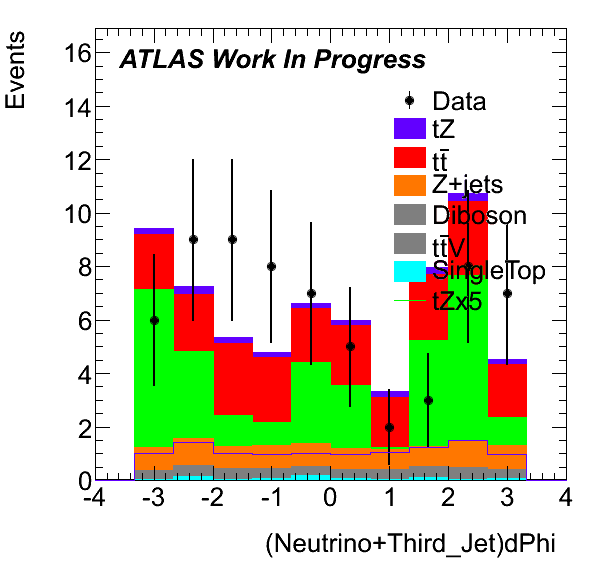 Events
ATLAS Work In Progress
Data
tZ
tt̄
Z+jets
Diboson
tt̄V
SingleTop
tZx5
16
14
12
10
8
6
4
2
0
-4 -3 -2 -1 0 1 2 3 4
(Neutrino+Third_Jet)dPhi